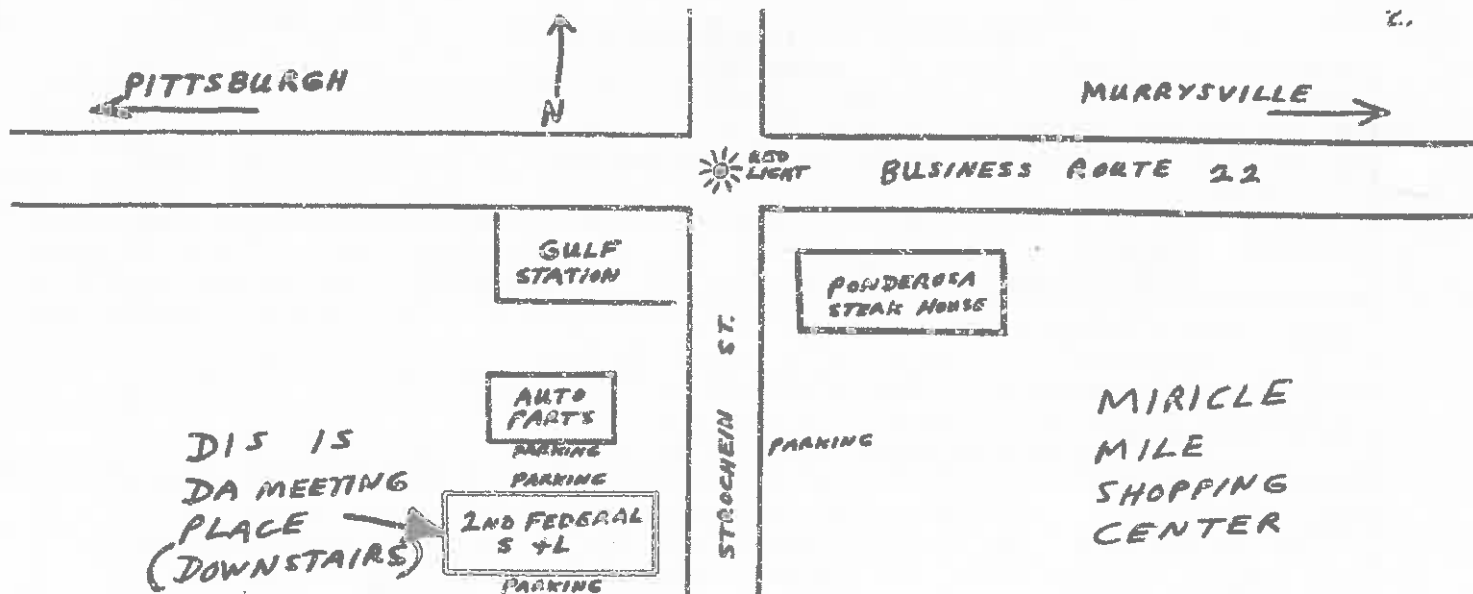 PITTSBURGH
N
MURRYSVILLE
RED
LIGHT
BUSINESS ROUTE 22
GULF
STATION
PONDEROSA
STEAK HOUSE
STROCHEIN ST.
AUTO
PARTS
PARKING
PARKING
PARKING
MIRICLE
MILE
SHOPPING
CENTER
DIS IS
DA MEETING
PLACE
(DOWNSTAIRS)
2ND FEDERAL
S + L
PARKING